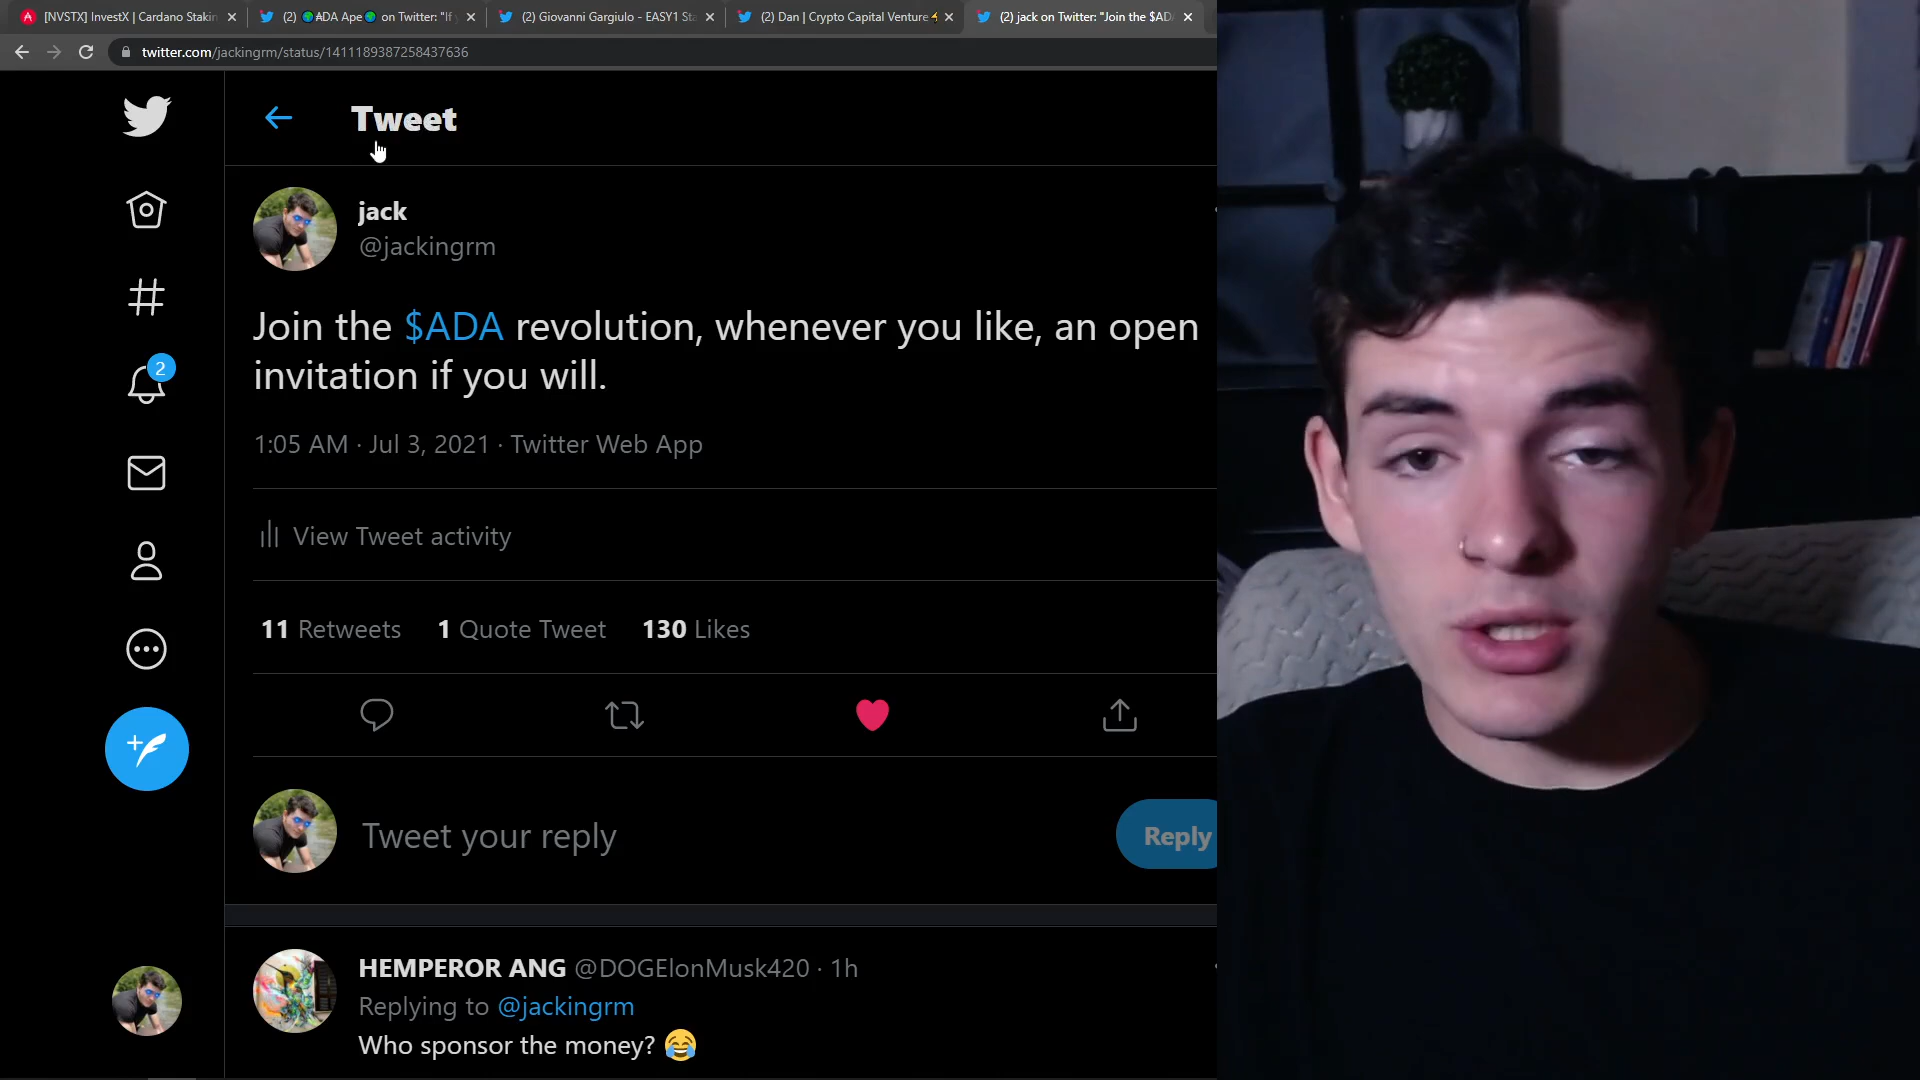 [NVSTX] InvestX | Cardano Stakin
(2) ADA Ape on Twitter: "If
(2) Giovanni Gargiulo - EASY1 Sta
(2) Dan | Crypto Capital Venture⚡
(2) jack on Twitter: "Join the $AD
twitter.com/jackingrm/status/1411189387258437636
Tweet
jack
@jackingrm
Join the $ADA revolution, whenever you like, an open
invitation if you will.
1:05 AM · Jul 3, 2021 · Twitter Web App
View Tweet activity
11 Retweets 1 Quote Tweet 130 Likes
2
Tweet your reply
Reply
HEMPEROR ANG @DOGElonMusk420 · 1h
Replying to @jackingrm
Who sponsor the money? 😂